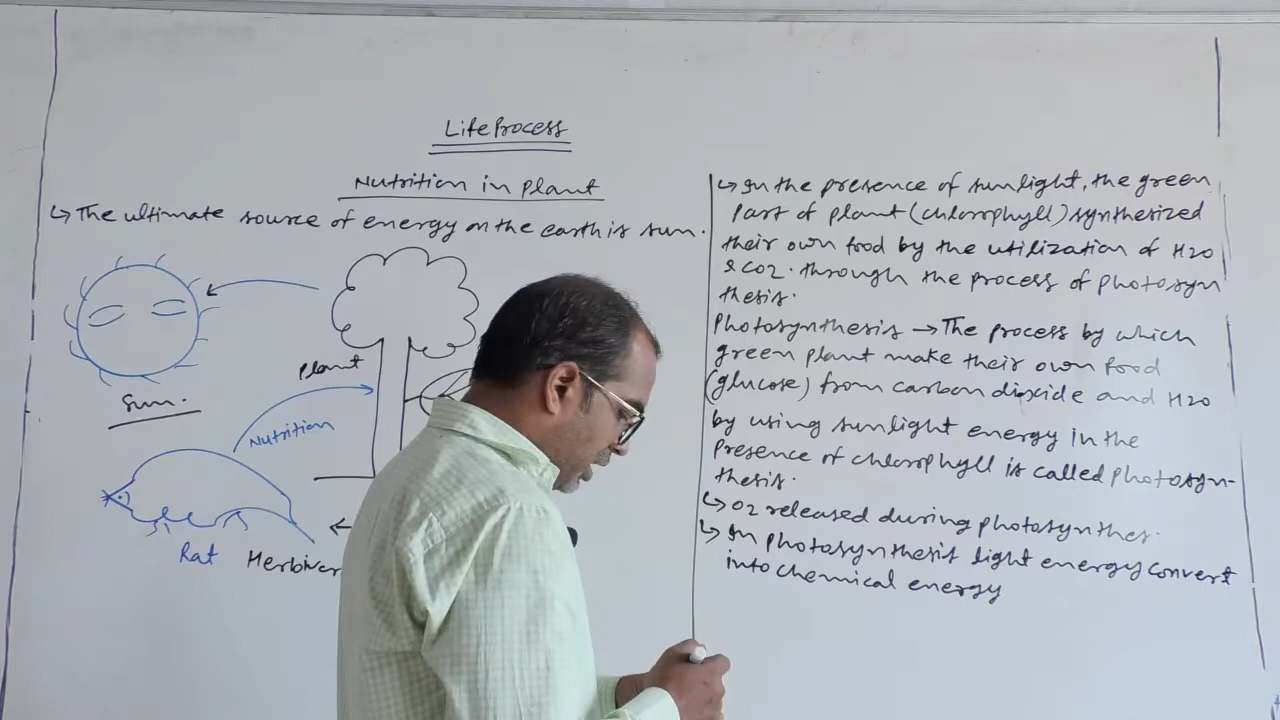 Life Process
Nutrition in plant
↳ The ultimate source of energy on the earth is sun.
Plant
Sun.
Nutrition
Rat Herbivor
↳ In the presence of sunlight, the green
Part of plant (chlorophyll) synthesized
their own food by the utilization of H2O
& CO2. through the process of photosyn
thesis.
Photosynthesis → The process by which
green plant make their own food
(glucose) from carbon dioxide and H2O
by using sunlight energy in the
Presence of chlorophyll is called photosyn-
thesis.
↳ O2 released during photosynthes.
↳ In photosynthesis light energy convert
into chemical energy